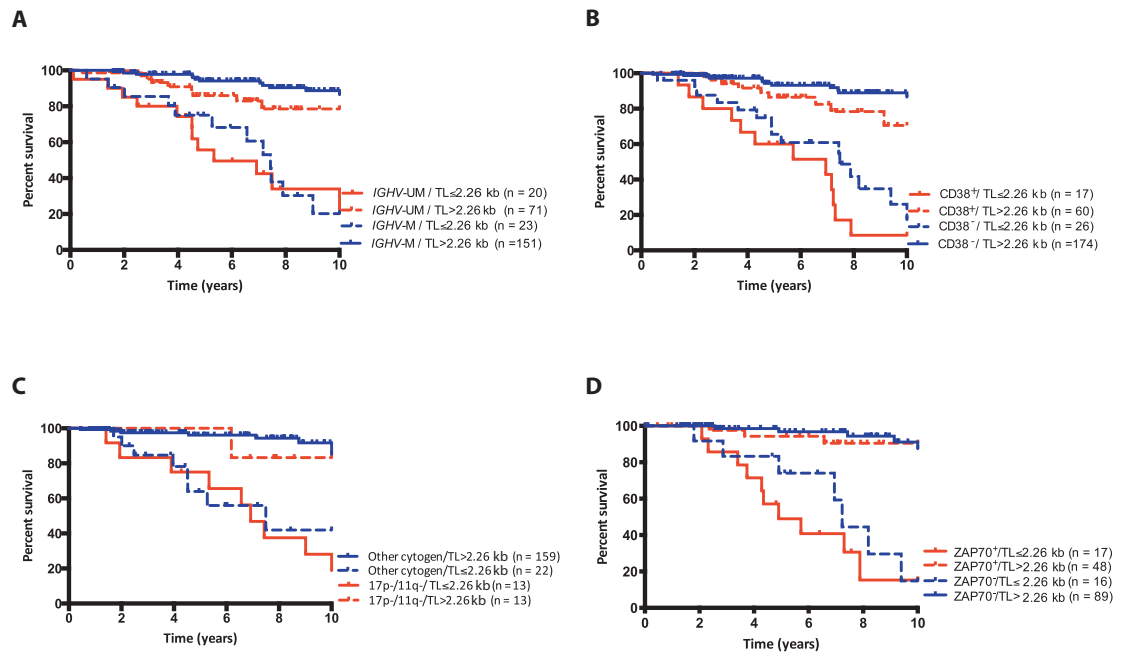 A
Percent survival
100
80
60
40
20
0
0 2 4 6 8 10
Time (years)
IGHV-UM / TL≤2.26 kb (n = 20)
IGHV-UM / TL>2.26 kb (n = 71)
IGHV-M / TL≤2.26 kb (n = 23)
IGHV-M / TL>2.26 kb (n =151)
B
Percent survival
100
80
60
40
20
0
0 2 4 6 8 10
Time (years)
CD38+/ TL≤2.26 kb (n = 17)
CD38+/ TL>2.26 kb (n = 60)
CD38-/ TL≤2.26 kb (n = 26)
CD38-/ TL>2.26 kb (n =174)
C
Percent survival
100
80
60
40
20
0
0 2 4 6 8 10
Time (years)
Other cytogen/TL>2.26 kb (n = 159)
Other cytogen/TL≤2.26 kb (n = 22)
17p-/11q-/TL≤2.26 kb (n = 13)
17p-/11q-/TL>2.26 kb (n = 13)
D
Percent survival
100
80
60
40
20
0
0 2 4 6 8 10
Time (years)
ZAP70+/TL≤2.26 kb (n = 17)
ZAP70+/TL>2.26 kb (n = 48)
ZAP70-/TL≤ 2.26 kb (n = 16)
ZAP70-/TL> 2.26 kb (n = 89)